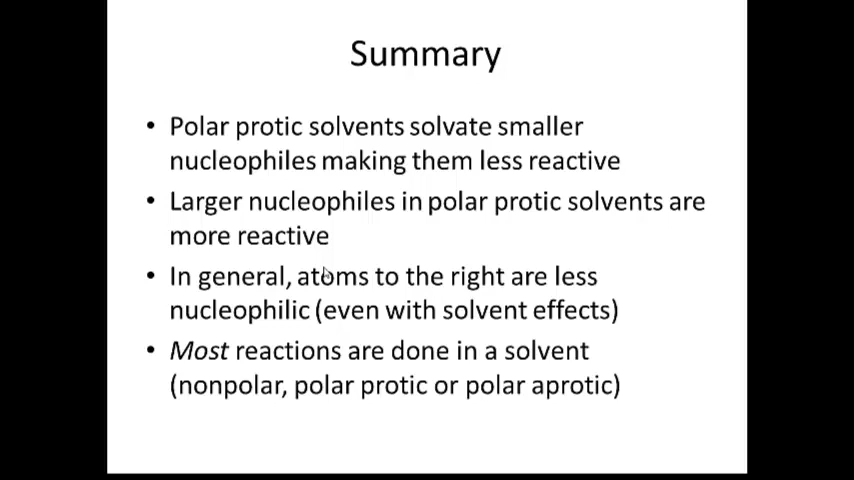 Summary
• Polar protic solvents solvate smaller
nucleophiles making them less reactive
• Larger nucleophiles in polar protic solvents are
more reactive
• In general, atoms to the right are less
nucleophilic (even with solvent effects)
• Most reactions are done in a solvent
(nonpolar, polar protic or polar aprotic)